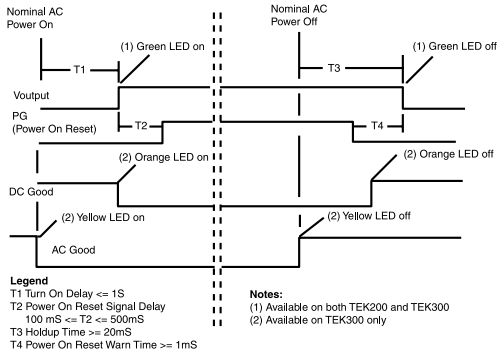 Nominal AC
Power On
Nominal AC
Power Off
(1) Green LED on
(1) Green LED off
T1
T3
Voutput
PG
(Power On Reset)
T2
T4
(2) Orange LED on
(2) Orange LED off
DC Good
(2) Yellow LED on
(2) Yellow LED off
AC Good
Legend
T1 Turn On Delay <= 1S
T2 Power On Reset Signal Delay
100 mS <= T2 <= 500mS
T3 Holdup Time >= 20mS
T4 Power On Reset Warn Time >= 1mS
Notes:
(1) Available on both TEK200 and TEK300
(2) Available on TEK300 only